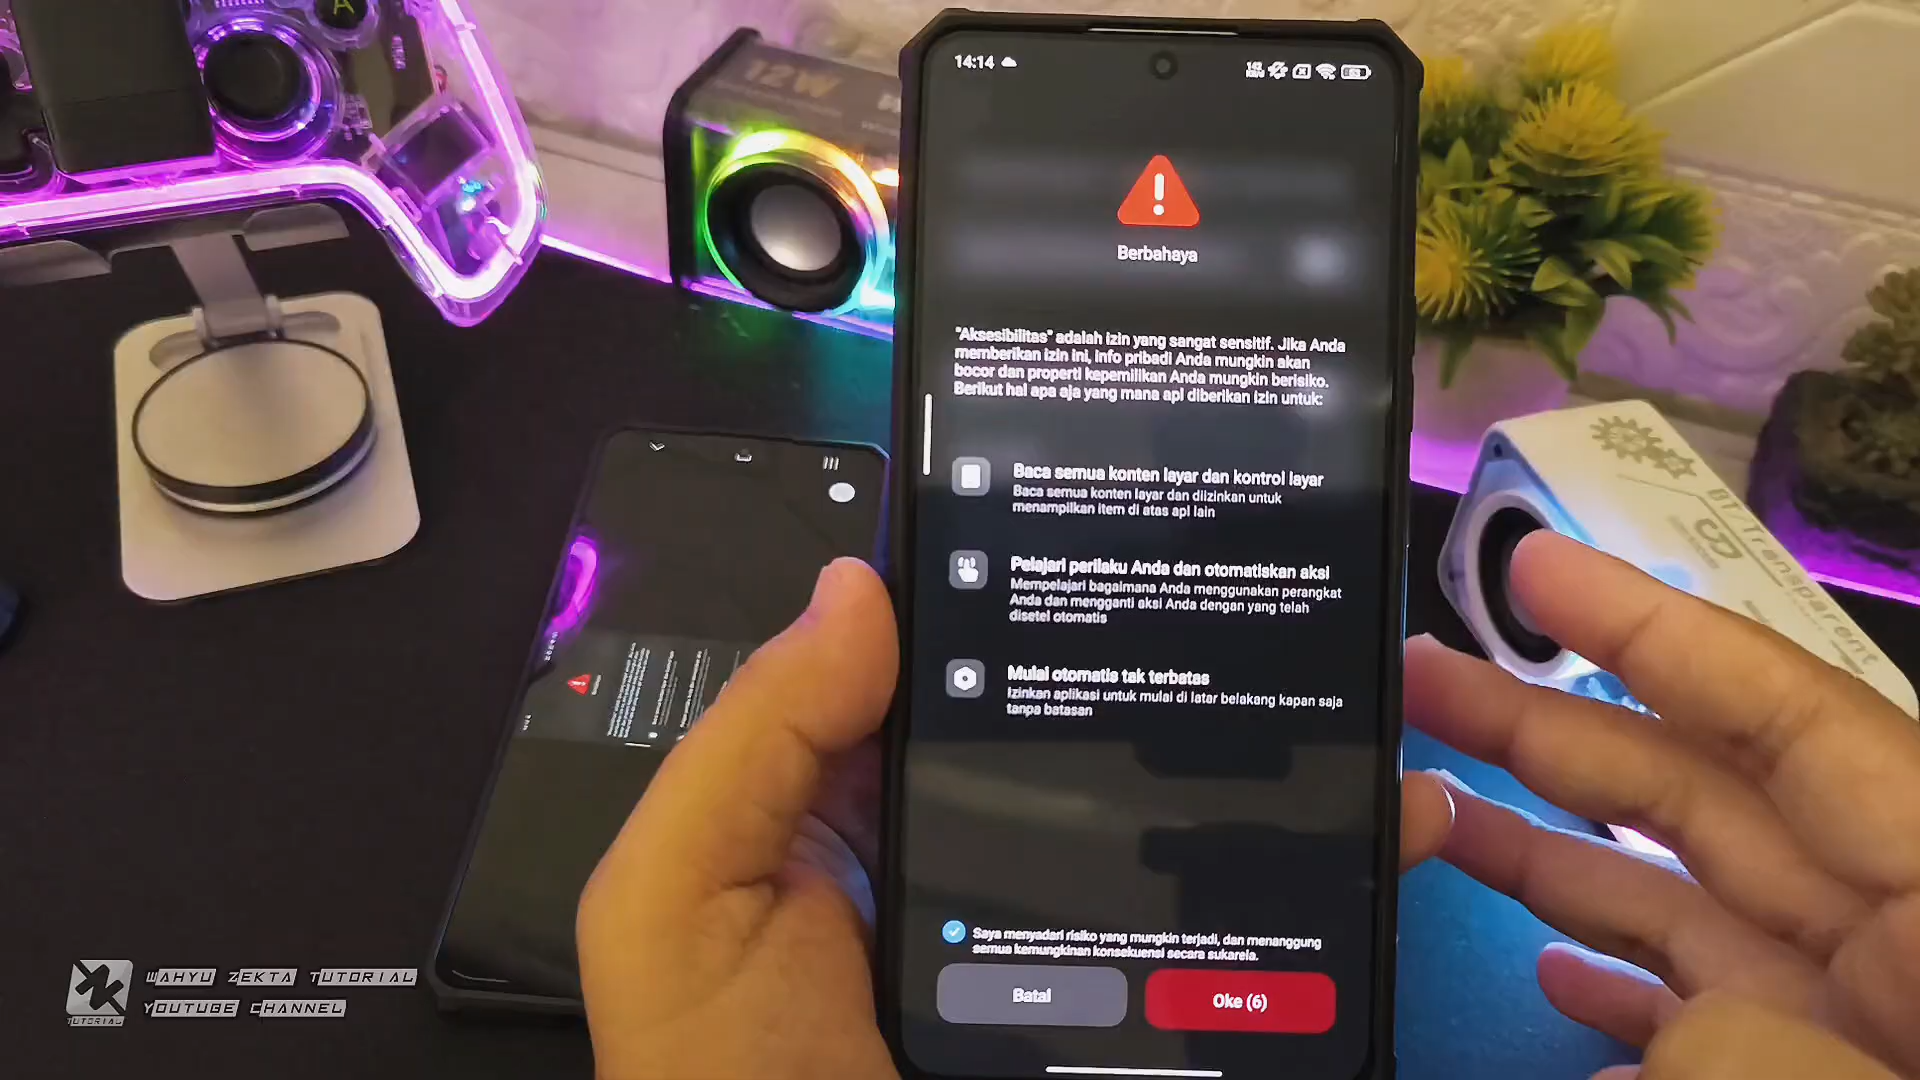 12W
14:14
Berbahaya
"Aksesibilitas" adalah izin yang sangat sensitif. Jika Anda
memberikan izin ini, info pribadi Anda mungkin akan
bocor dan properti kepemilikan Anda mungkin berisiko.
Berikut hal apa aja yang mana apl diberikan izin untuk:
Baca semua konten layar dan kontrol layar
Baca semua konten layar dan diizinkan untuk
menampilkan item di atas apl lain
Pelajari perilaku Anda dan otomatiskan aksi
Mempelajari bagaimana Anda menggunakan perangkat
Anda dan mengganti aksi Anda dengan yang telah
disetel otomatis
Mulai otomatis tak terbatas
Izinkan aplikasi untuk mulai di latar belakang kapan saja
tanpa batasan
Saya menyadari risiko yang mungkin terjadi, dan menanggung
semua kemungkinan konsekuensi secara sukarela.
Batal
Oke (6)
BT/Transparent
A
WAHYU ZEKTA TUTORIAL
YOUTUBE CHANNEL
TUTORIAL